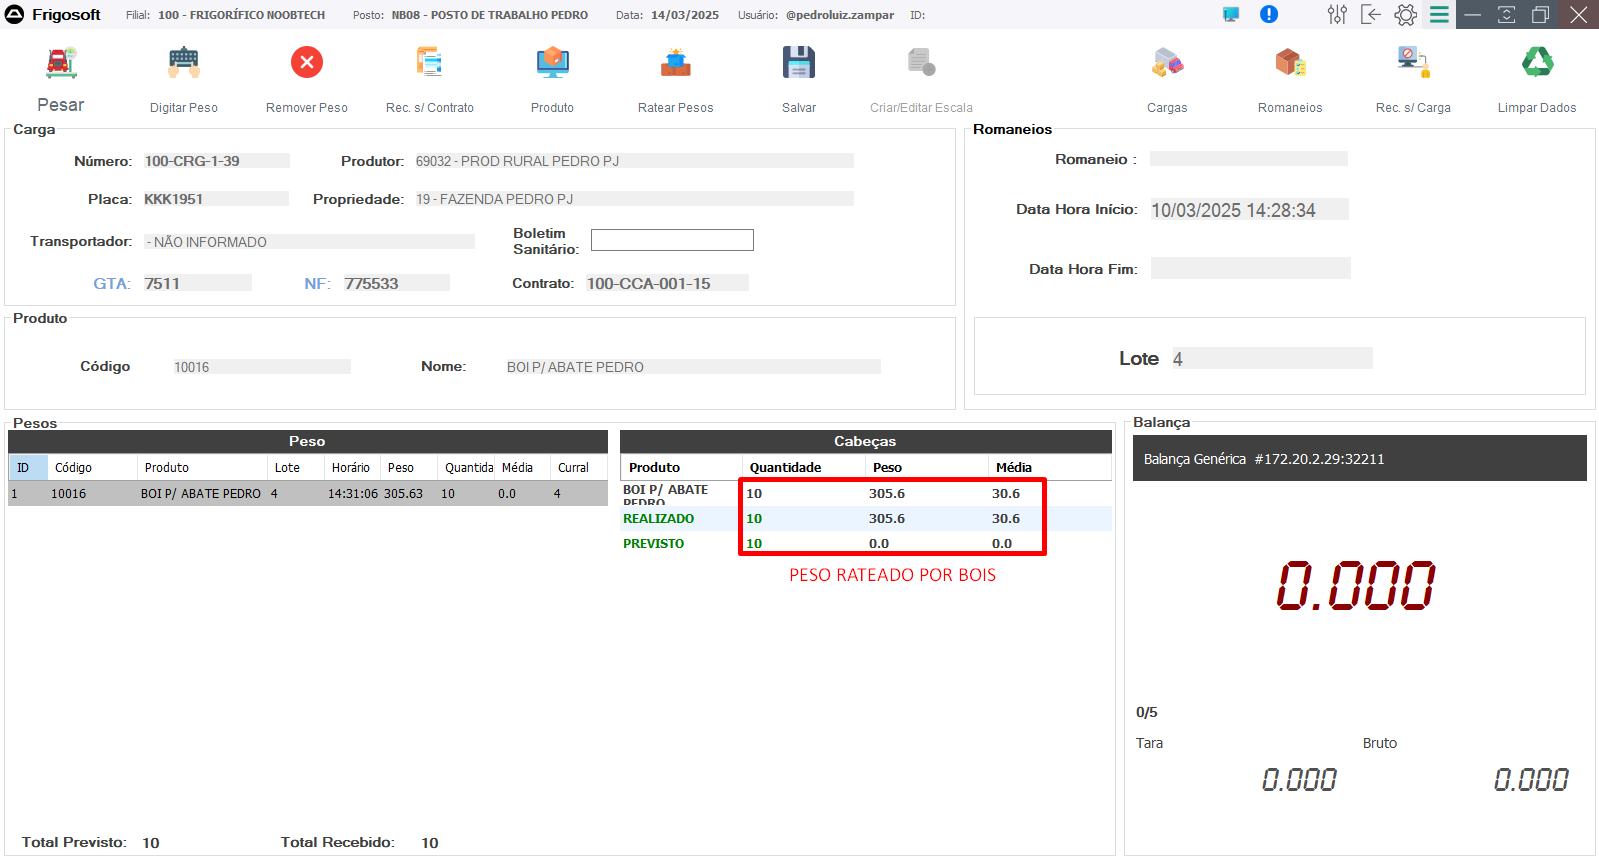 Frigosoft Filial: 100 - FRIGORÍFICO NOOBTECH Posto: NB08 - POSTO DE TRABALHO PEDRO Data: 14/03/2025 Usuário: @pedroluiz.zampar ID:
Pesar Digitar Peso Remover Peso Rec. s/ Contrato Produto Ratear Pesos Salvar Criar/Editar Escala Cargas Romaneios Rec. s/ Carga Limpar Dados
Carga
Número: 100-CRG-1-39 Produtor: 69032 - PROD RURAL PEDRO PJ
Placa: KKK1951 Propriedade: 19 - FAZENDA PEDRO PJ
Transportador: - NÃO INFORMADO Boletim
Sanitário:
GTA: 7511 NF: 775533 Contrato: 100-CCA-001-15
Romaneios
Romaneio :
Data Hora Início: 10/03/2025 14:28:34
Data Hora Fim:
Lote 4
Produto
Código 10016 Nome: BOI P/ ABATE PEDRO
Pesos
Peso
ID Código Produto Lote Horário Peso Quantida Média Curral
1 10016 BOI P/ ABATE PEDRO 4 14:31:06 305.63 10 0.0 4
Cabeças
Produto Quantidade Peso Média
BOI P/ ABATE
PEDRO 10 305.6 30.6
REALIZADO 10 305.6 30.6
PREVISTO 10 0.0 0.0
PESO RATEADO POR BOIS
Total Previsto: 10 Total Recebido: 10
Balança
Balança Genérica #172.20.2.29:32211
0.000
0/5
Tara Bruto
0.000 0.000